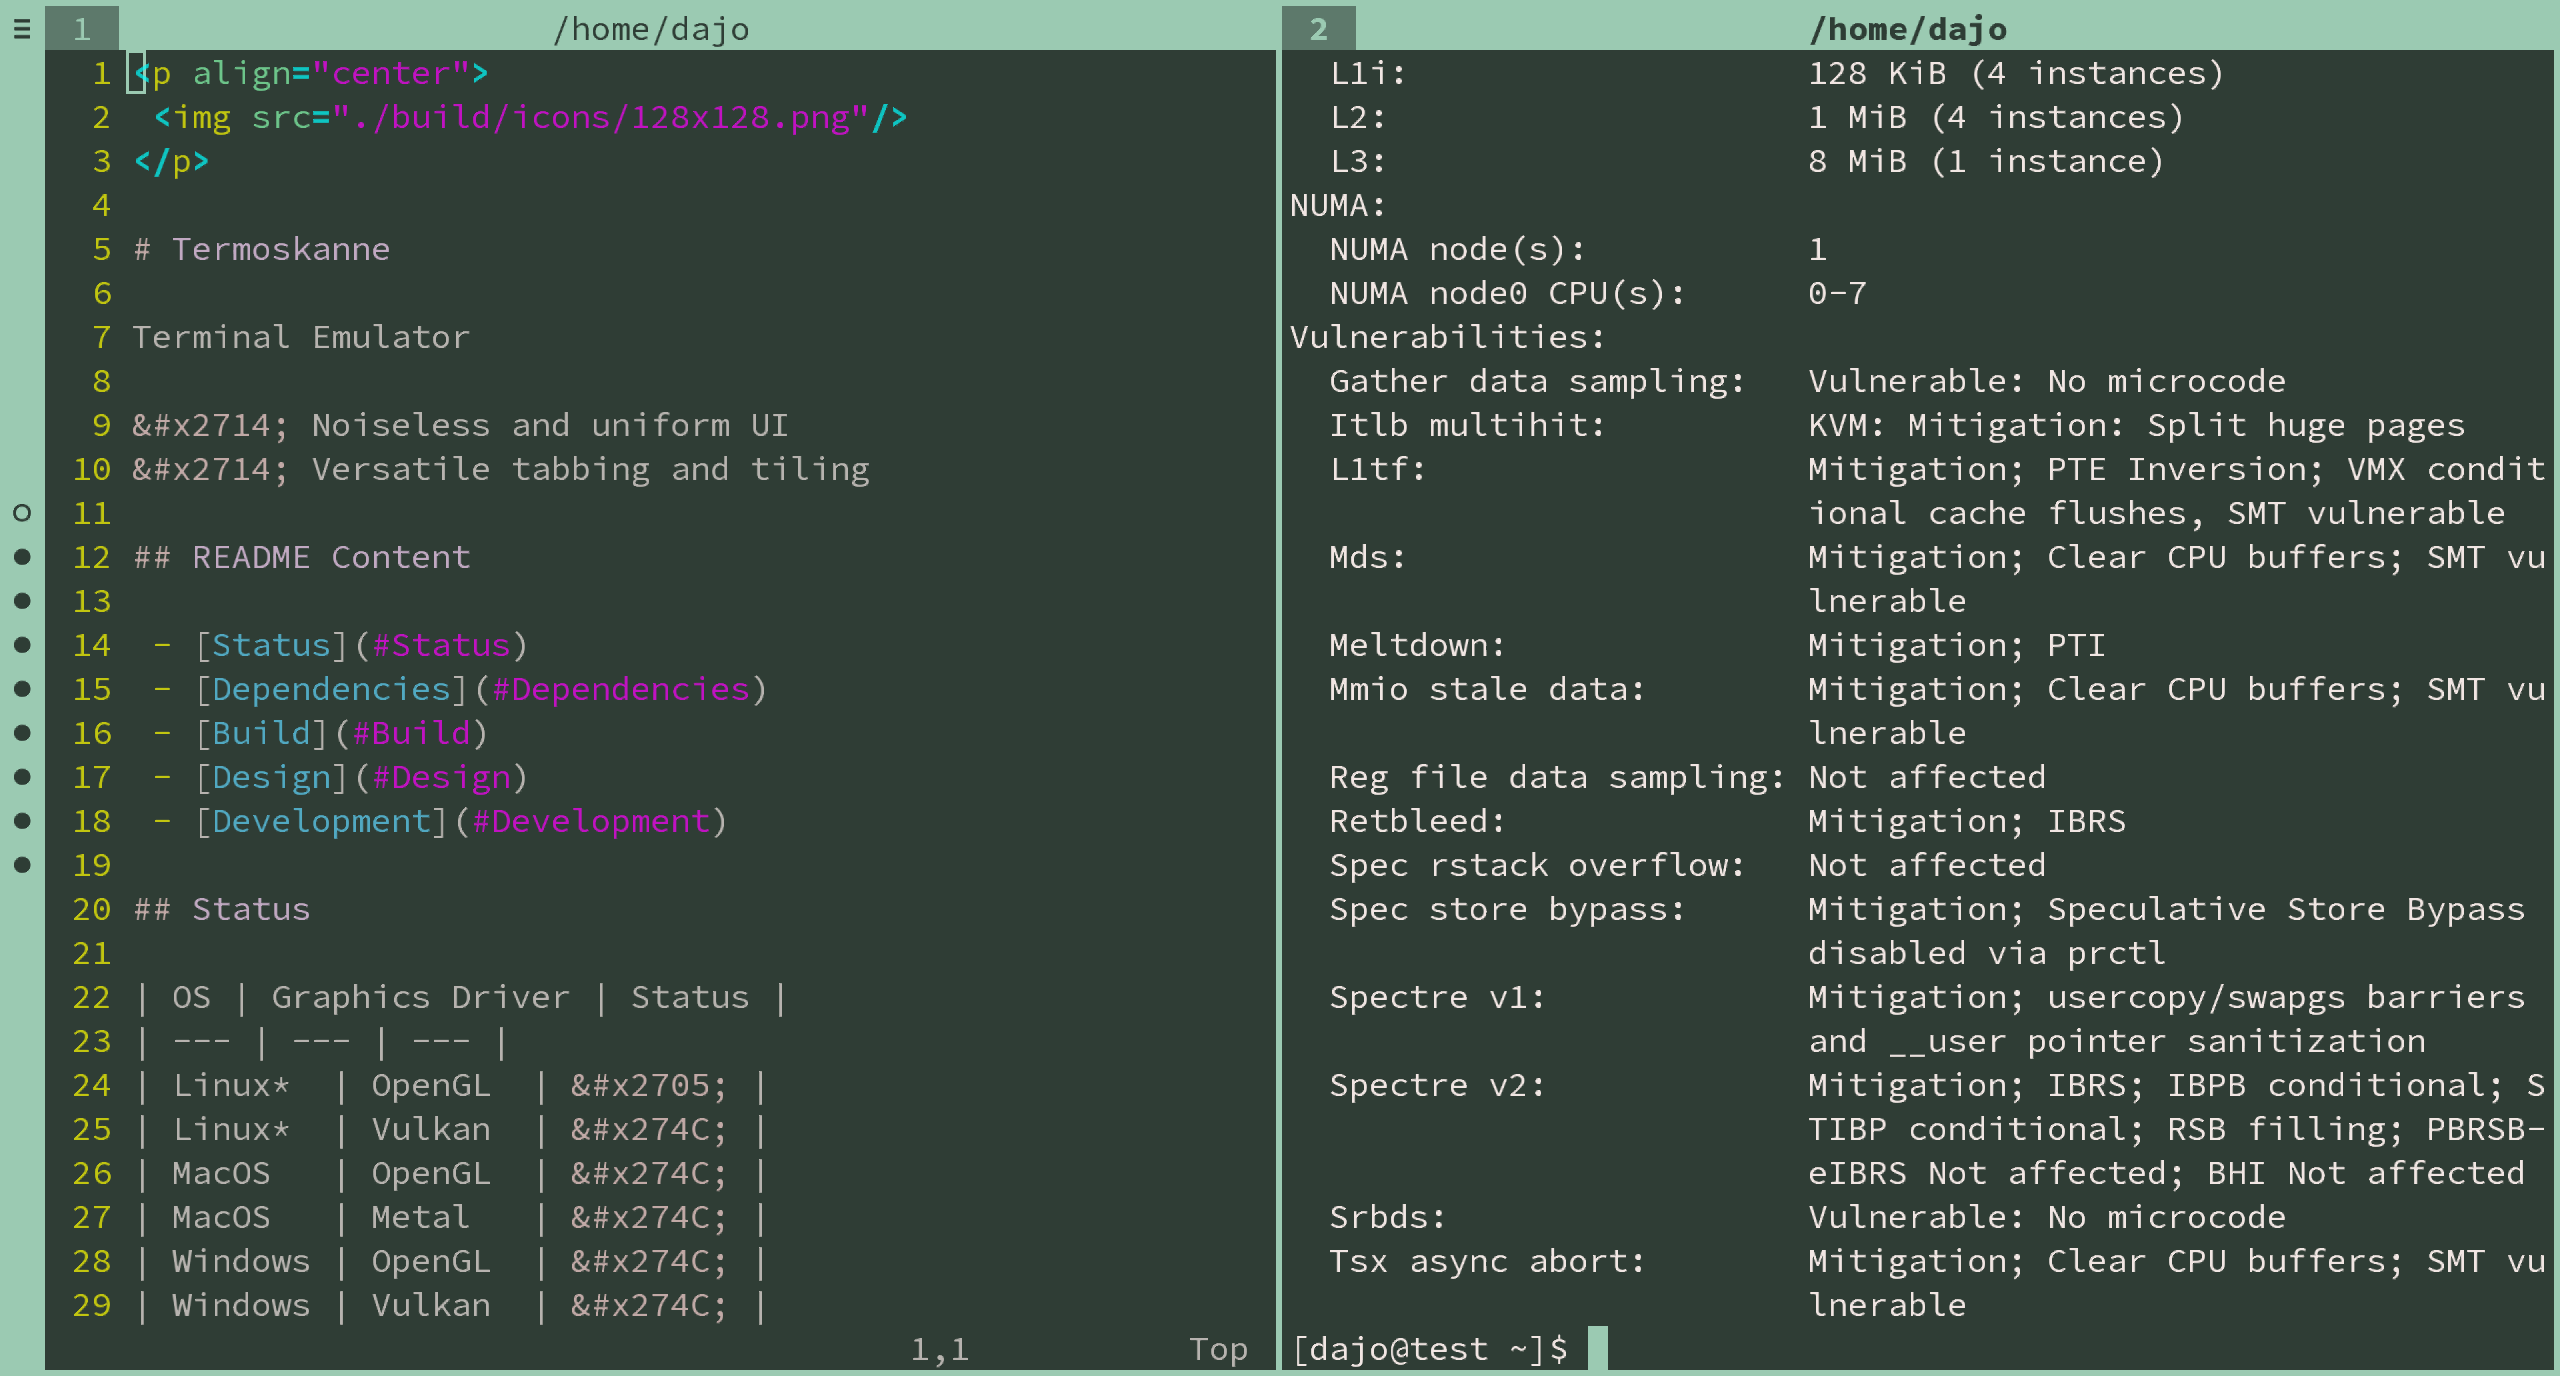 1 /home/dajo
1 <p align="center">
2  <img src="./build/icons/128x128.png"/>
3 </p>
4
5 # Termoskanne
6
7 Terminal Emulator
8
9 &#x2714; Noiseless and uniform UI
10 &#x2714; Versatile tabbing and tiling
11
12 ## README Content
13
14  - [Status](#Status)
15  - [Dependencies](#Dependencies)
16  - [Build](#Build)
17  - [Design](#Design)
18  - [Development](#Development)
19
20 ## Status
21
22 | OS | Graphics Driver | Status |
23 | --- | --- | --- |
24 | Linux*  | OpenGL  | &#x2705; |
25 | Linux*  | Vulkan  | &#x274C; |
26 | MacOS   | OpenGL  | &#x274C; |
27 | MacOS   | Metal   | &#x274C; |
28 | Windows | OpenGL  | &#x274C; |
29 | Windows | Vulkan  | &#x274C; |
1,1 Top
2 /home/dajo
L1i: 128 KiB (4 instances)
L2: 1 MiB (4 instances)
L3: 8 MiB (1 instance)
NUMA:
NUMA node(s): 1
NUMA node0 CPU(s): 0-7
Vulnerabilities:
Gather data sampling: Vulnerable: No microcode
Itlb multihit: KVM: Mitigation: Split huge pages
L1tf: Mitigation; PTE Inversion; VMX condit
ional cache flushes, SMT vulnerable
Mds: Mitigation; Clear CPU buffers; SMT vu
lnerable
Meltdown: Mitigation; PTI
Mmio stale data: Mitigation; Clear CPU buffers; SMT vu
lnerable
Reg file data sampling: Not affected
Retbleed: Mitigation; IBRS
Spec rstack overflow: Not affected
Spec store bypass: Mitigation; Speculative Store Bypass
disabled via prctl
Spectre v1: Mitigation; usercopy/swapgs barriers
and __user pointer sanitization
Spectre v2: Mitigation; IBRS; IBPB conditional; S
TIBP conditional; RSB filling; PBRSB-
eIBRS Not affected; BHI Not affected
Srbds: Vulnerable: No microcode
Tsx async abort: Mitigation; Clear CPU buffers; SMT vu
lnerable
[dajo@test ~]$